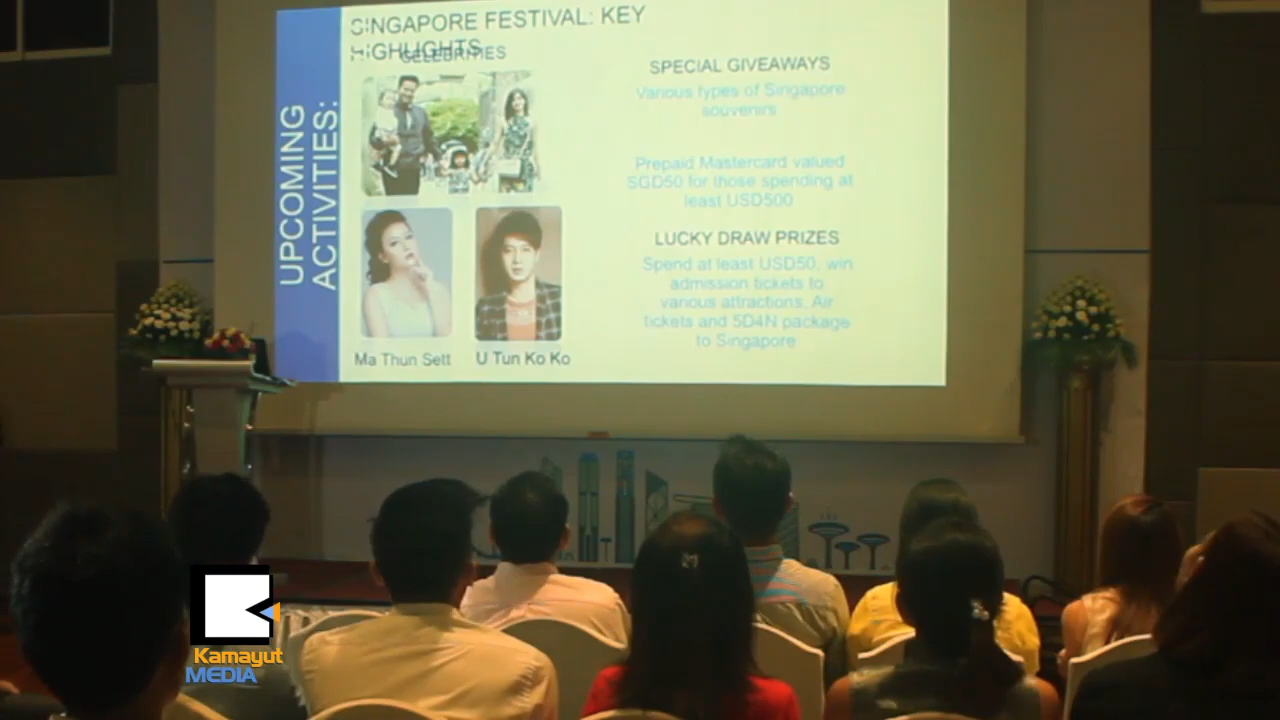 UPCOMING
ACTIVITIES:
SINGAPORE FESTIVAL: KEY
HIGHLIGHTS
CELEBRITIES
Ma Thun Sett
U Tun Ko Ko
SPECIAL GIVEAWAYS
Various types of Singapore
souvenirs
Prepaid Mastercard valued
SGD50 for those spending at
least USD500
LUCKY DRAW PRIZES
Spend at least USD50, win
admission tickets to
various attractions. Air
tickets and 5D4N package
to Singapore
Kamayut
MEDIA